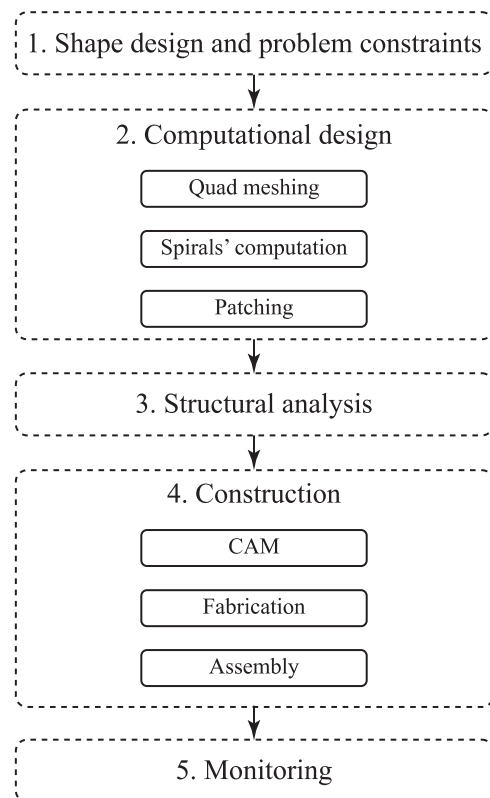 1. Shape design and problem constraints
2. Computational design
Quad meshing
Spirals’ computation
Patching
3. Structural analysis
4. Construction
CAM
Fabrication
Assembly
5. Monitoring